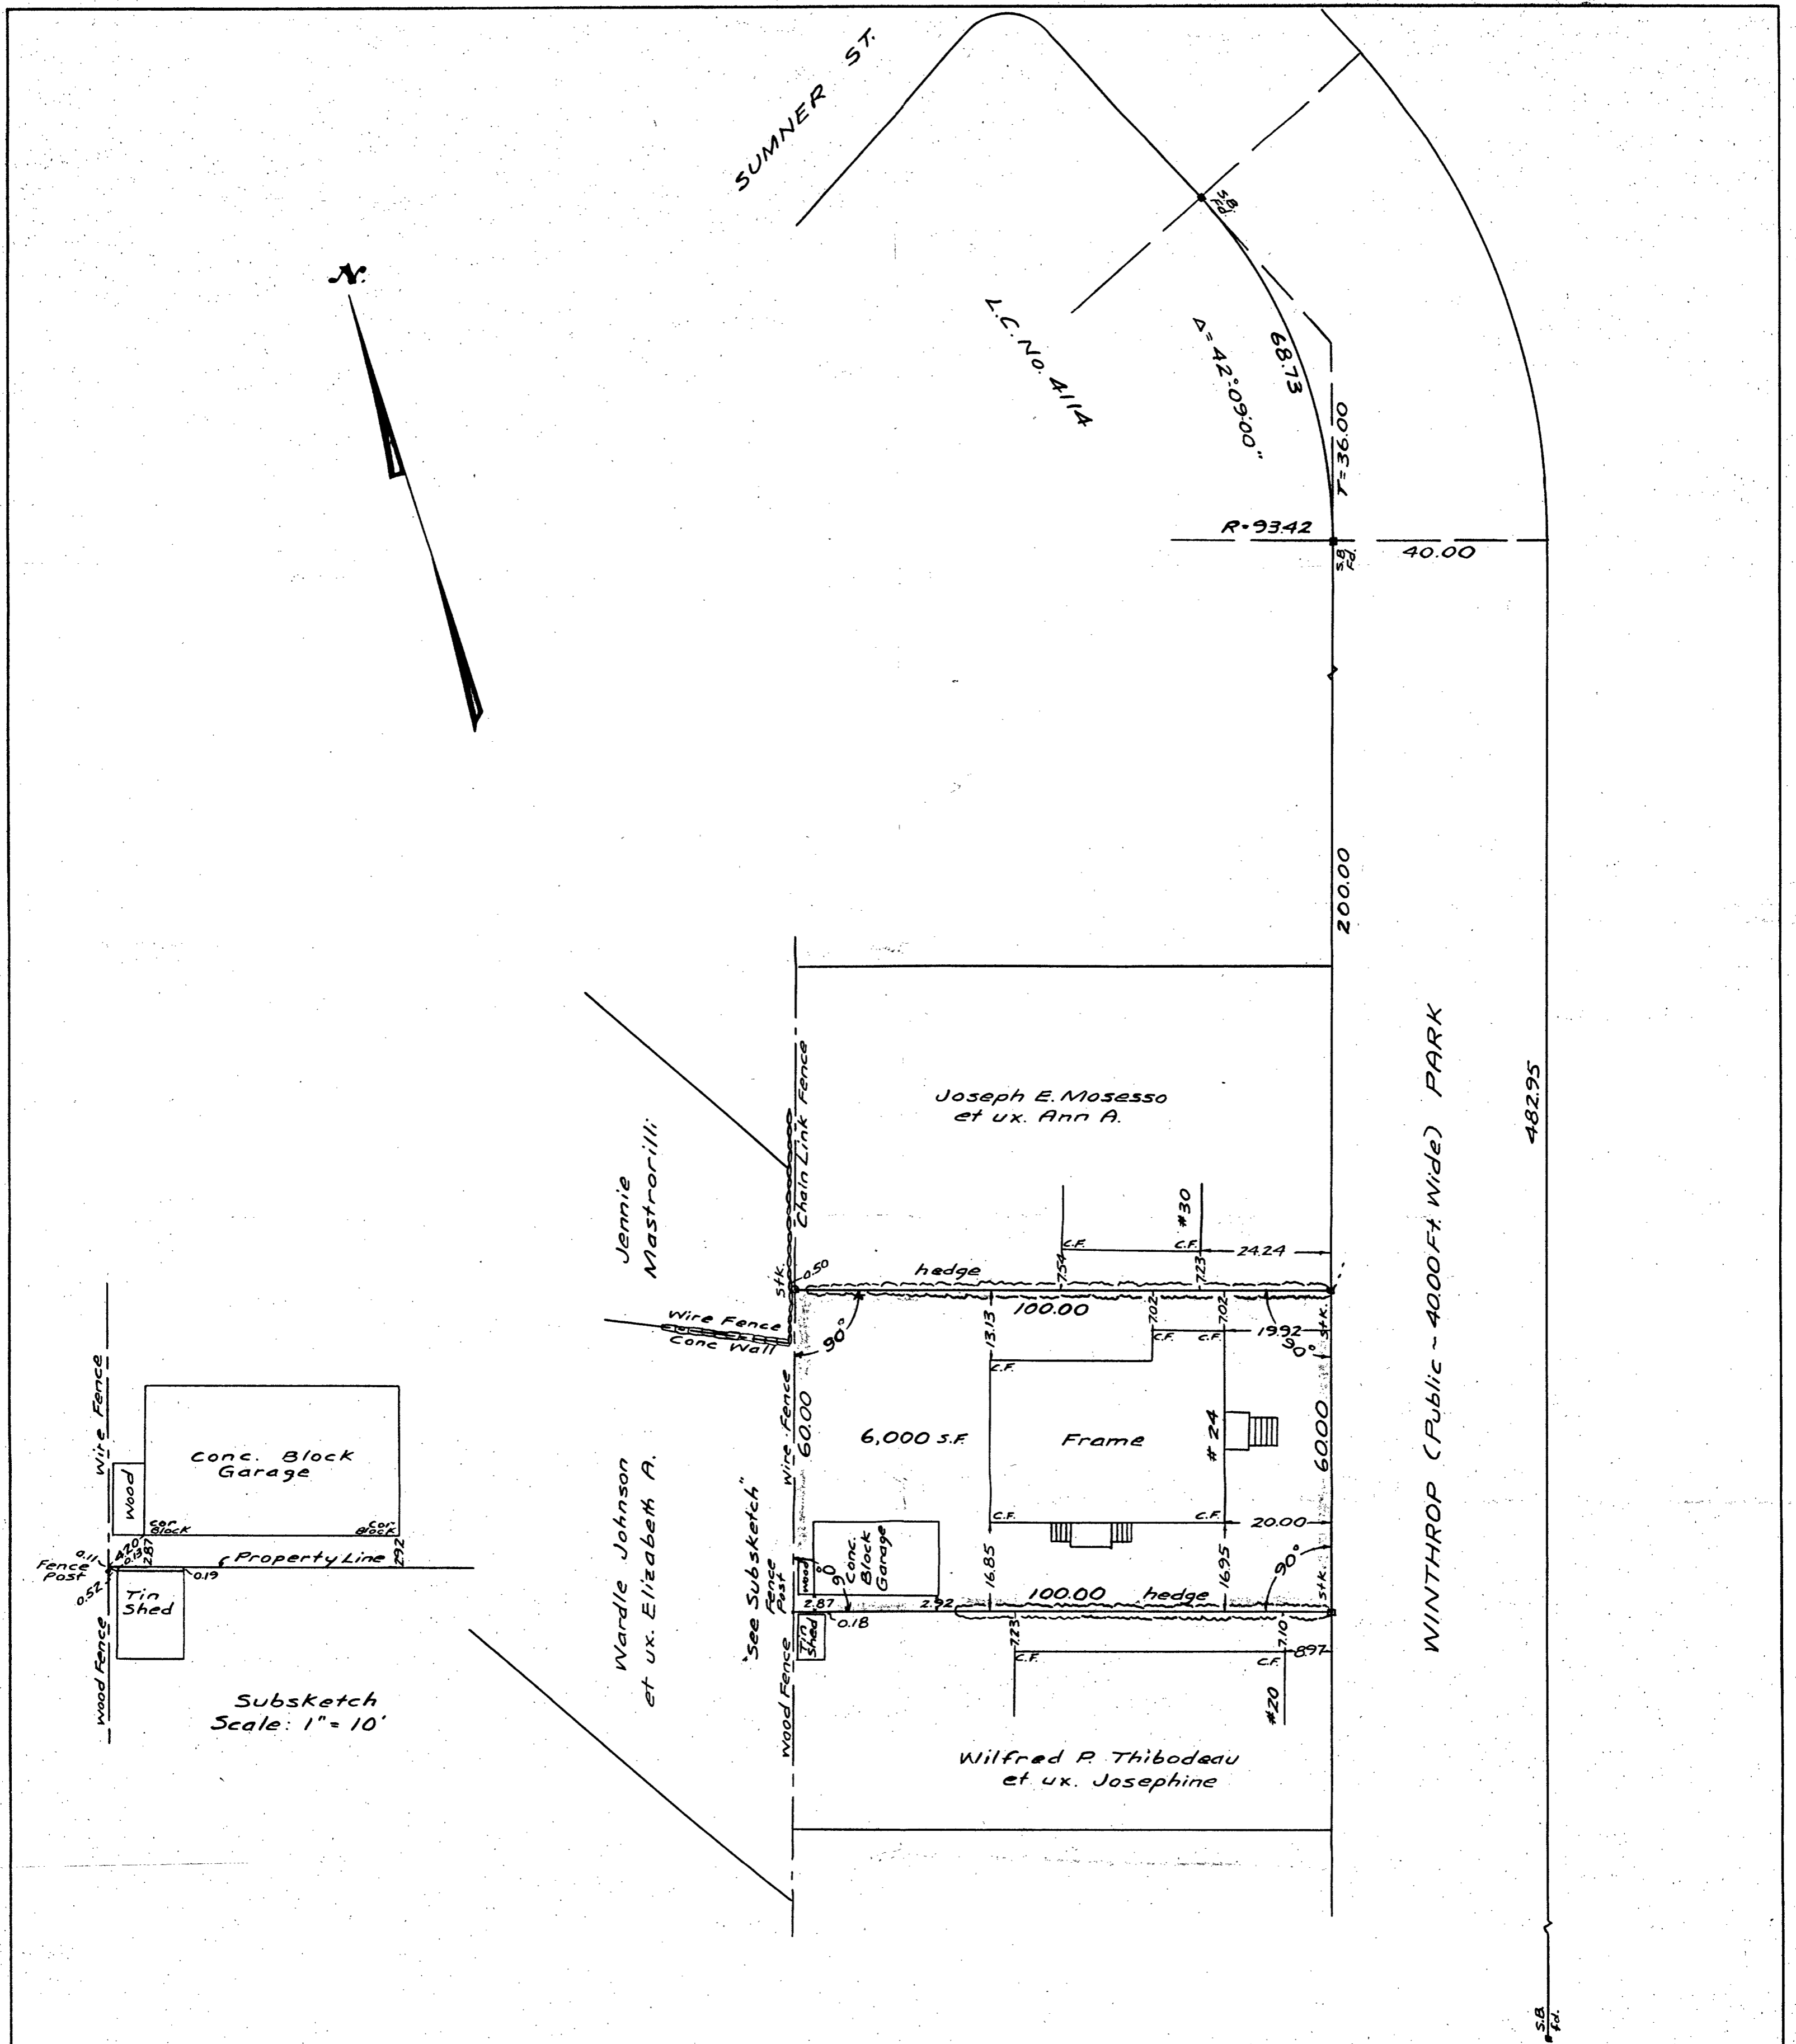 SUMNER ST.
N.
S.B.
Fd.
L.C. No. 411A
Δ = 42°09'00"
68.73
T=36.00
R=93.42
S.B.
Fd.
40.00
200.00
482.95
WINTHROP (Public ~ 40.00 Ft. Wide) PARK
Joseph E. Mosesso
et ux. Ann A.
Chain Link Fence
Jennie
Mastrorilli
#30
C.F.
C.F.
24.24
7.54
7.23
stk.
0.50
hedge
100.00
Wire Fence
Conc Wall
90°
13.13
7.02
7.02
C.F.
C.F.
19.92
90°
stk.
C.F.
Wire Fence
60.00
6,000 S.F.
Frame
# 24
60.00
C.F.
C.F.
20.00
Wardle Johnson
et ux. Elizabeth A.
"See Subsketch"
Fence
Post
Wood
90°
Conc.
Block
Garage
16.85
16.95
90°
stk.
2.87
2.92
100.00
hedge
0.18
Tin
Shed
Wood Fence
7.23
7.10
C.F.
C.F.
8.97
#20
Wilfred P. Thibodeau
et ux. Josephine
Wire Fence
Conc. Block
Garage
Wood
Cor
Block
Cor
Block
0.11
4.20
0.13
2.87
2.92
Fence
Post
Property Line
0.19
0.52
Tin
Shed
Wood Fence
Subsketch
Scale: 1" = 10'
S.B.
Fd.